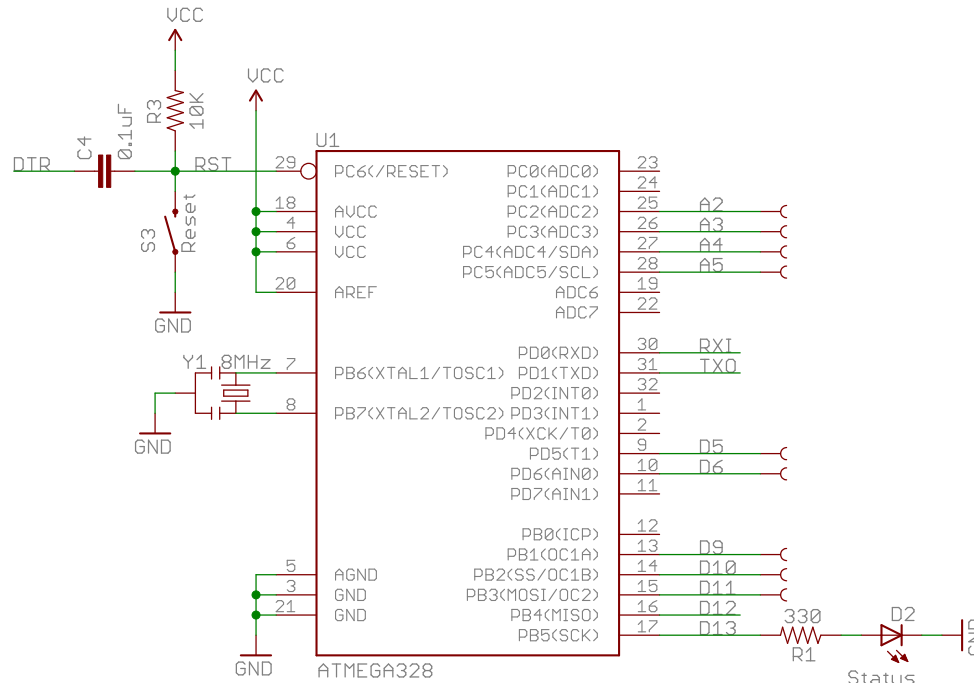 VCC
VCC
R3
10K
C4
0.1uF
DTR
RST
S3
Reset
GND
U1
29 PC6(/RESET)
18 AVCC
4 VCC
6 VCC
20 AREF
Y1 8MHz
7 PB6(XTAL1/TOSC1)
8 PB7(XTAL2/TOSC2)
GND
5 AGND
3 GND
21 GND
GND
PC0(ADC0) 23
PC1(ADC1) 24
PC2(ADC2) 25 A2
PC3(ADC3) 26 A3
PC4(ADC4/SDA) 27 A4
PC5(ADC5/SCL) 28 A5
ADC6 19
ADC7 22
PD0(RXD) 30 RXI
PD1(TXD) 31 TXO
PD2(INT0) 32
PD3(INT1) 1
PD4(XCK/T0) 2
PD5(T1) 9 D5
PD6(AIN0) 10 D6
PD7(AIN1) 11
PB0(ICP) 12
PB1(OC1A) 13 D9
PB2(SS/OC1B) 14 D10
PB3(MOSI/OC2) 15 D11
PB4(MISO) 16 D12
PB5(SCK) 17 D13
330
R1
D2
Status
GND
ATMEGA328